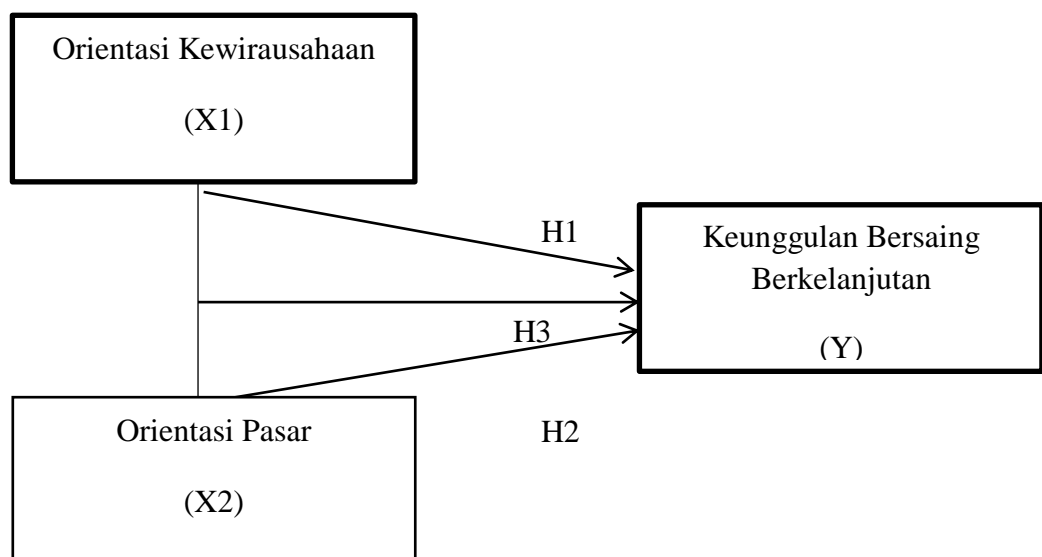 Orientasi Kewirausahaan
(X1)
H1
Keunggulan Bersaing
Berkelanjutan
(Y)
H3
Orientasi Pasar
(X2)
H2